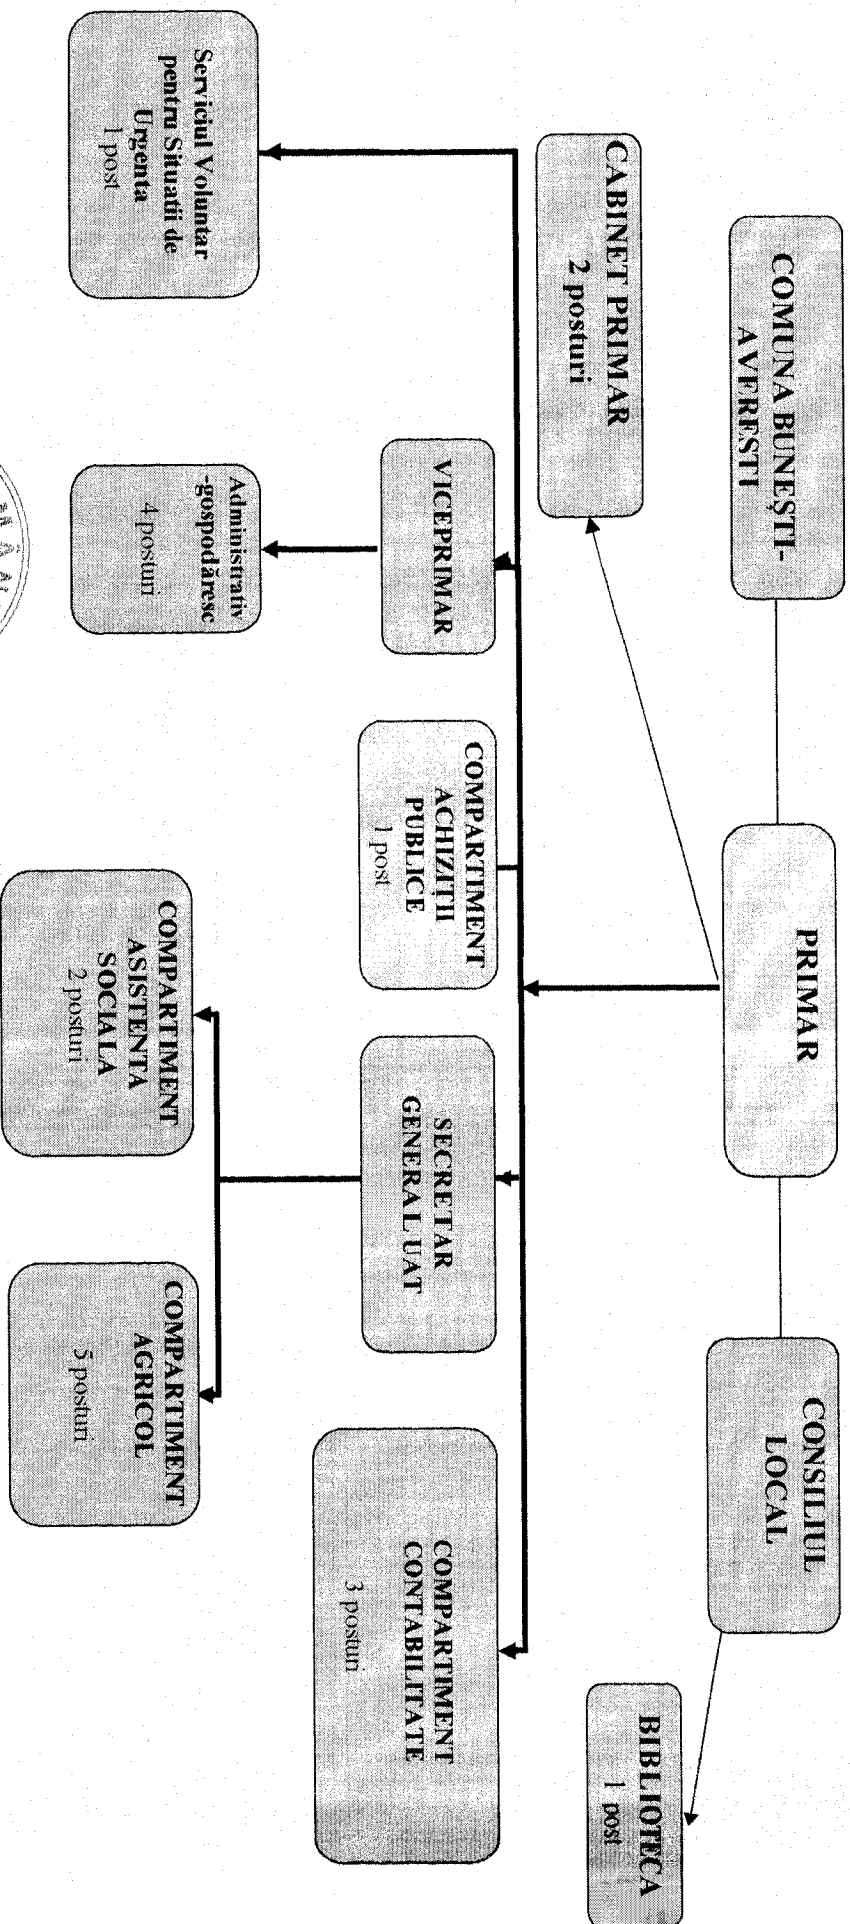 COMUNA BUNEȘTI-
AVEREȘTI
PRIMAR
CONSILIUL
LOCAL
CABINET PRIMAR
2 posturi
BIBLIOTECA
1 post
VICEPRIMAR
COMPARTIMENT
ACHIZIȚII
PUBLICE
1 post
SECRETAR
GENERAL UAT
COMPARTIMENT
CONTABILITATE
3 posturi
Serviciul Voluntar
pentru Situatii de
Urgenta
1 post
Administrativ
-gospodăresc
4 posturi
COMPARTIMENT
ASISTENTA
SOCIALA
2 posturi
COMPARTIMENT
AGRICOL
5 posturi